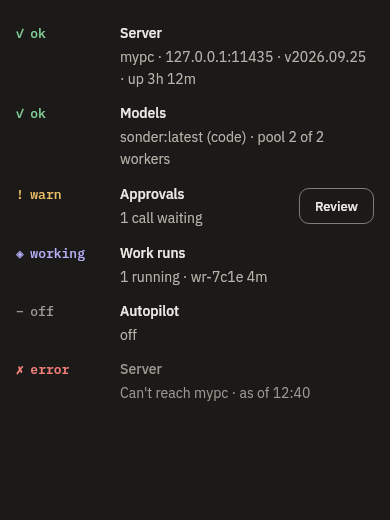 √ ok Server
mypc · 127.0.0.1:11435 · v2026.09.25
· up 3h 12m
√ ok Models
sonder:latest (code) · pool 2 of 2
workers
! warn Approvals
1 call waiting
Review
◈ working Work runs
1 running · wr-7c1e 4m
– off Autopilot
off
✗ error Server
Can't reach mypc · as of 12:40